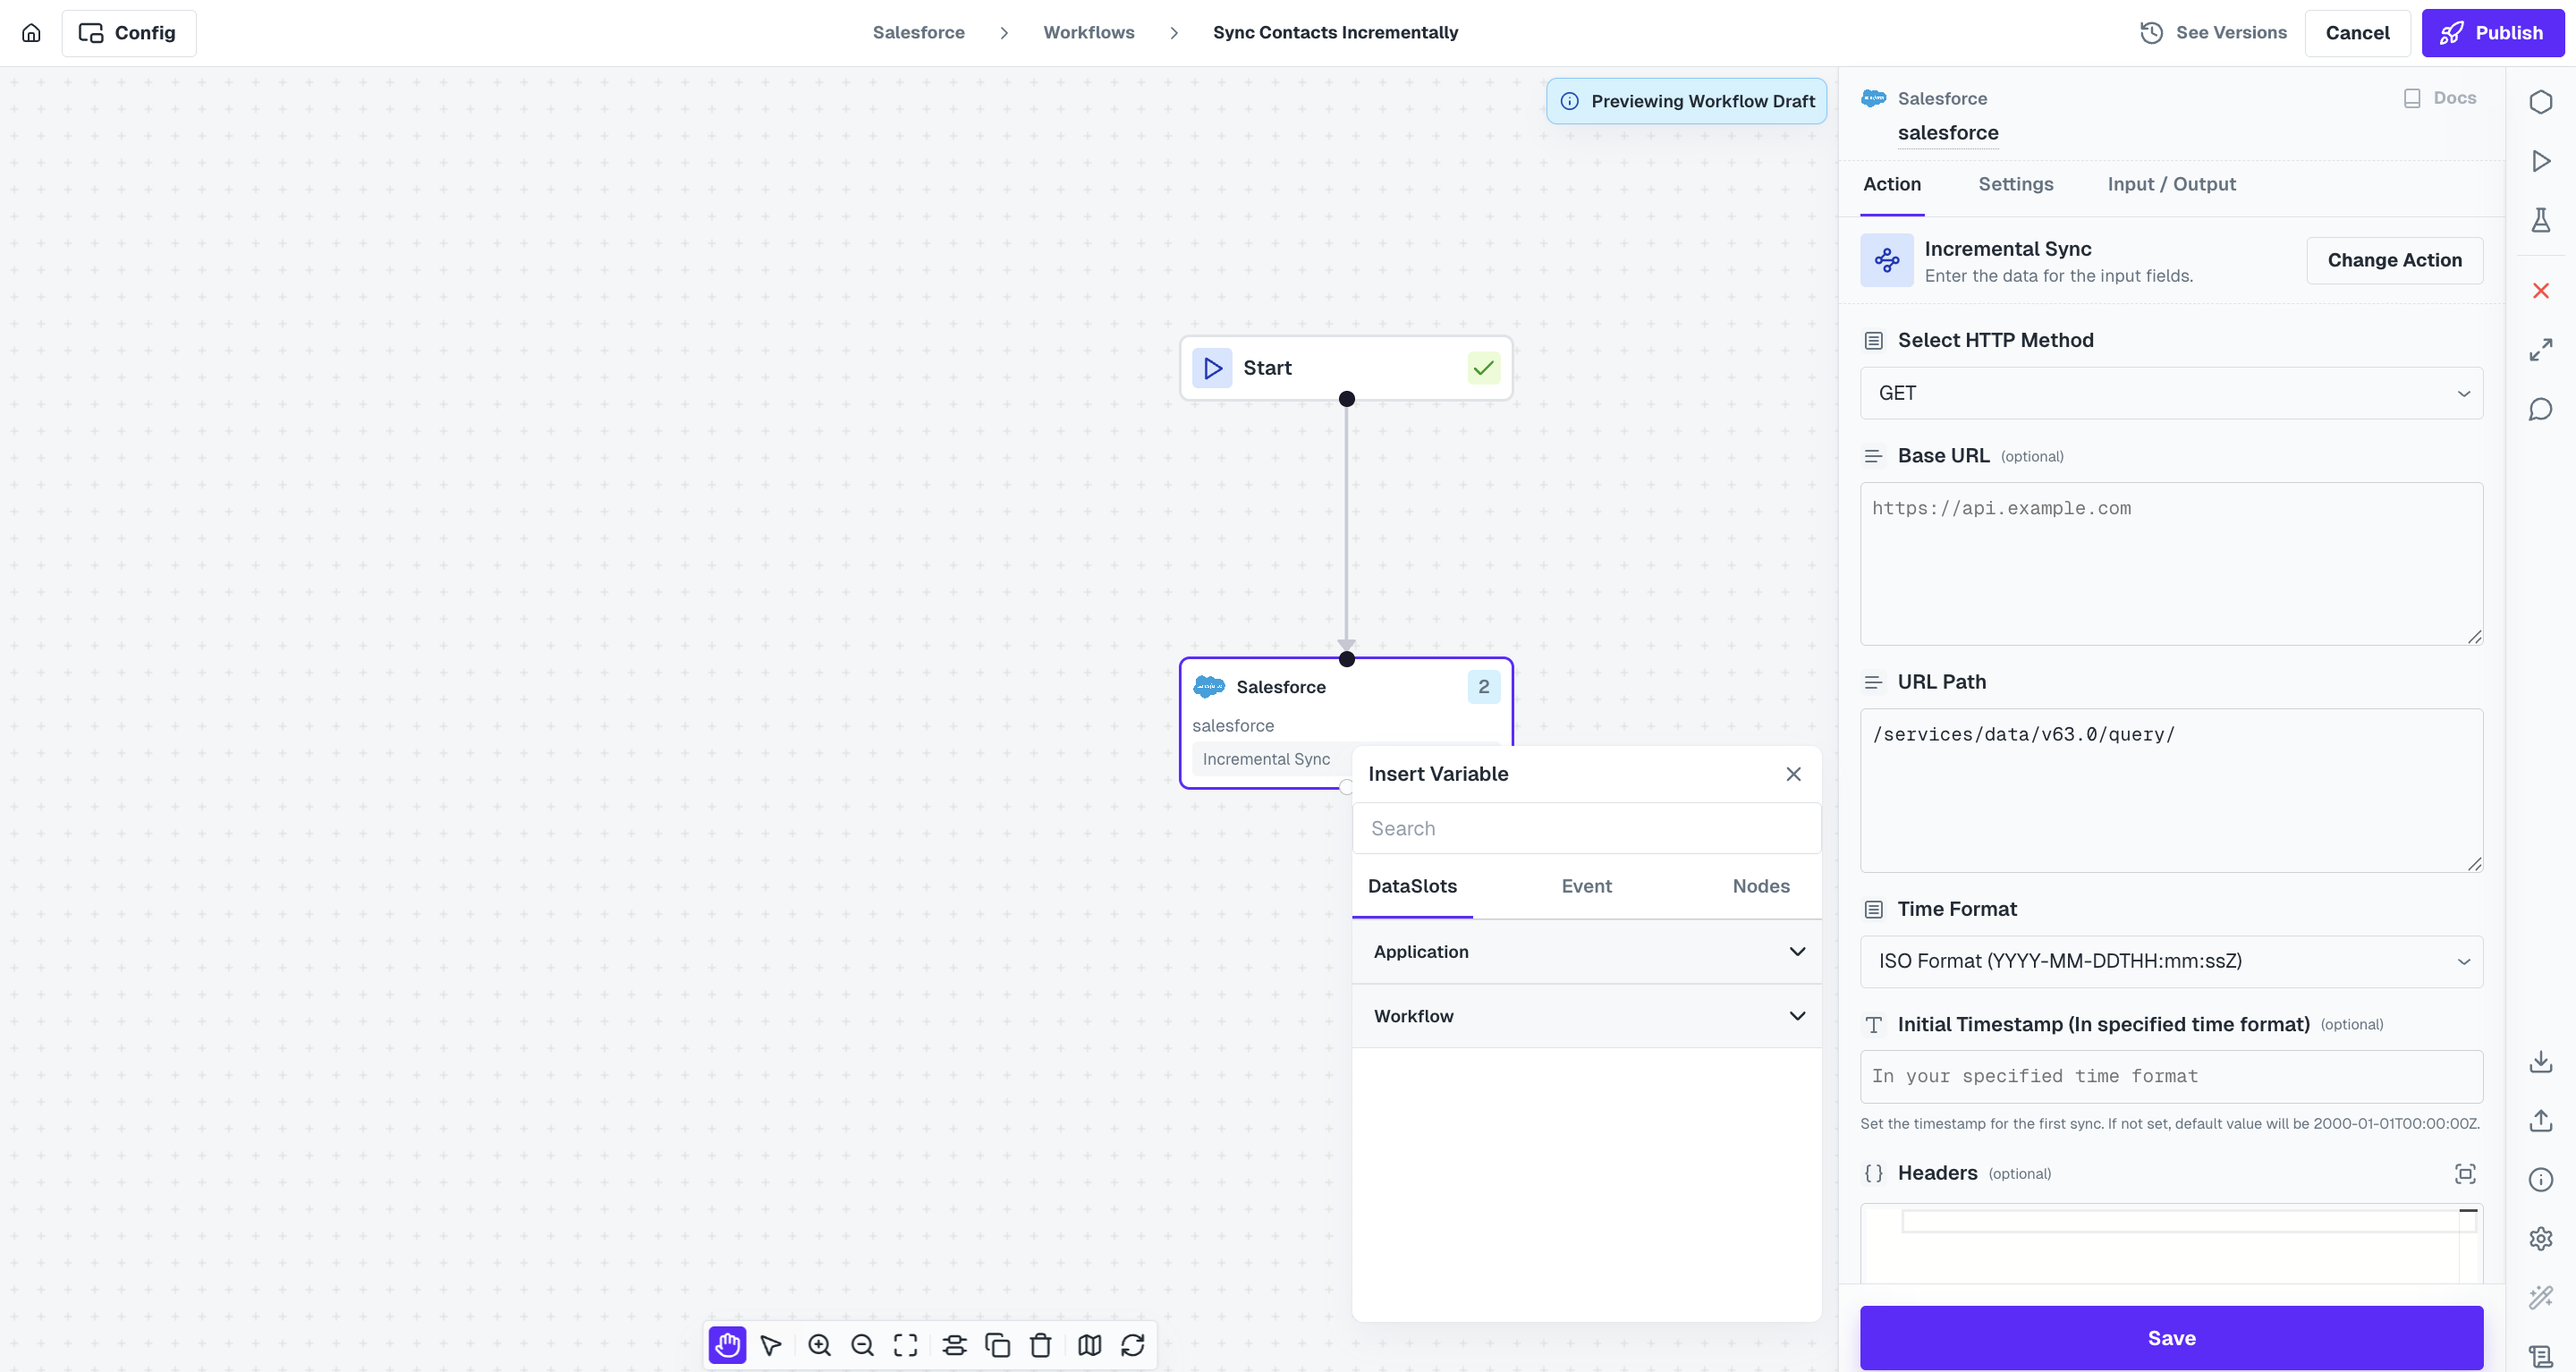 Config
Salesforce
Workflows
Sync Contacts Incrementally
See Versions
Cancel
Publish
Previewing Workflow Draft
Start
Salesforce
2
salesforce
Incremental Sync
Insert Variable
Search
DataSlots
Event
Nodes
Application
Workflow
Salesforce
Docs
salesforce
Action
Settings
Input / Output
Incremental Sync
Enter the data for the input fields.
Change Action
Select HTTP Method
GET
Base URL (optional)
https://api.example.com
URL Path
/services/data/v63.0/query/
Time Format
ISO Format (YYYY-MM-DDTHH:mm:ssZ)
Initial Timestamp (In specified time format) (optional)
In your specified time format
Set the timestamp for the first sync. If not set, default value will be 2000-01-01T00:00:00Z.
Headers (optional)
Save